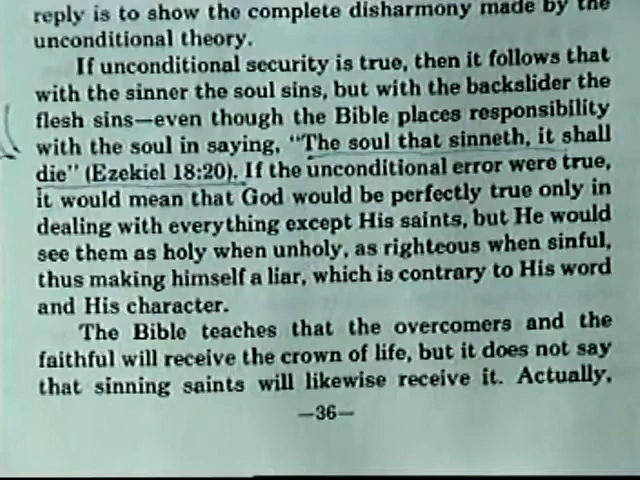 reply is to show the complete disharmony made by the
unconditional theory.
If unconditional security is true, then it follows that
with the sinner the soul sins, but with the backslider the
flesh sins—even though the Bible places responsibility
with the soul in saying, "The soul that sinneth, it shall
die" (Ezekiel 18:20). If the unconditional error were true,
it would mean that God would be perfectly true only in
dealing with everything except His saints, but He would
see them as holy when unholy, as righteous when sinful,
thus making himself a liar, which is contrary to His word
and His character.
The Bible teaches that the overcomers and the
faithful will receive the crown of life, but it does not say
that sinning saints will likewise receive it. Actually,
—36—